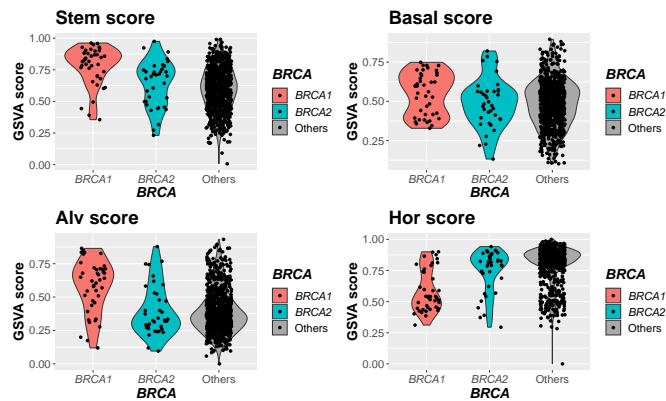 Stem score
GSVA score
1.00
0.75
0.50
0.25
0.00
BRCA1
BRCA2
Others
BRCA
BRCA
BRCA1
BRCA2
Others
Basal score
GSVA score
0.75
0.50
0.25
BRCA1
BRCA2
Others
BRCA
BRCA
BRCA1
BRCA2
Others
Alv score
GSVA score
0.75
0.50
0.25
0.00
BRCA1
BRCA2
Others
BRCA
BRCA
BRCA1
BRCA2
Others
Hor score
GSVA score
1.00
0.75
0.50
0.25
0.00
BRCA1
BRCA2
Others
BRCA
BRCA
BRCA1
BRCA2
Others